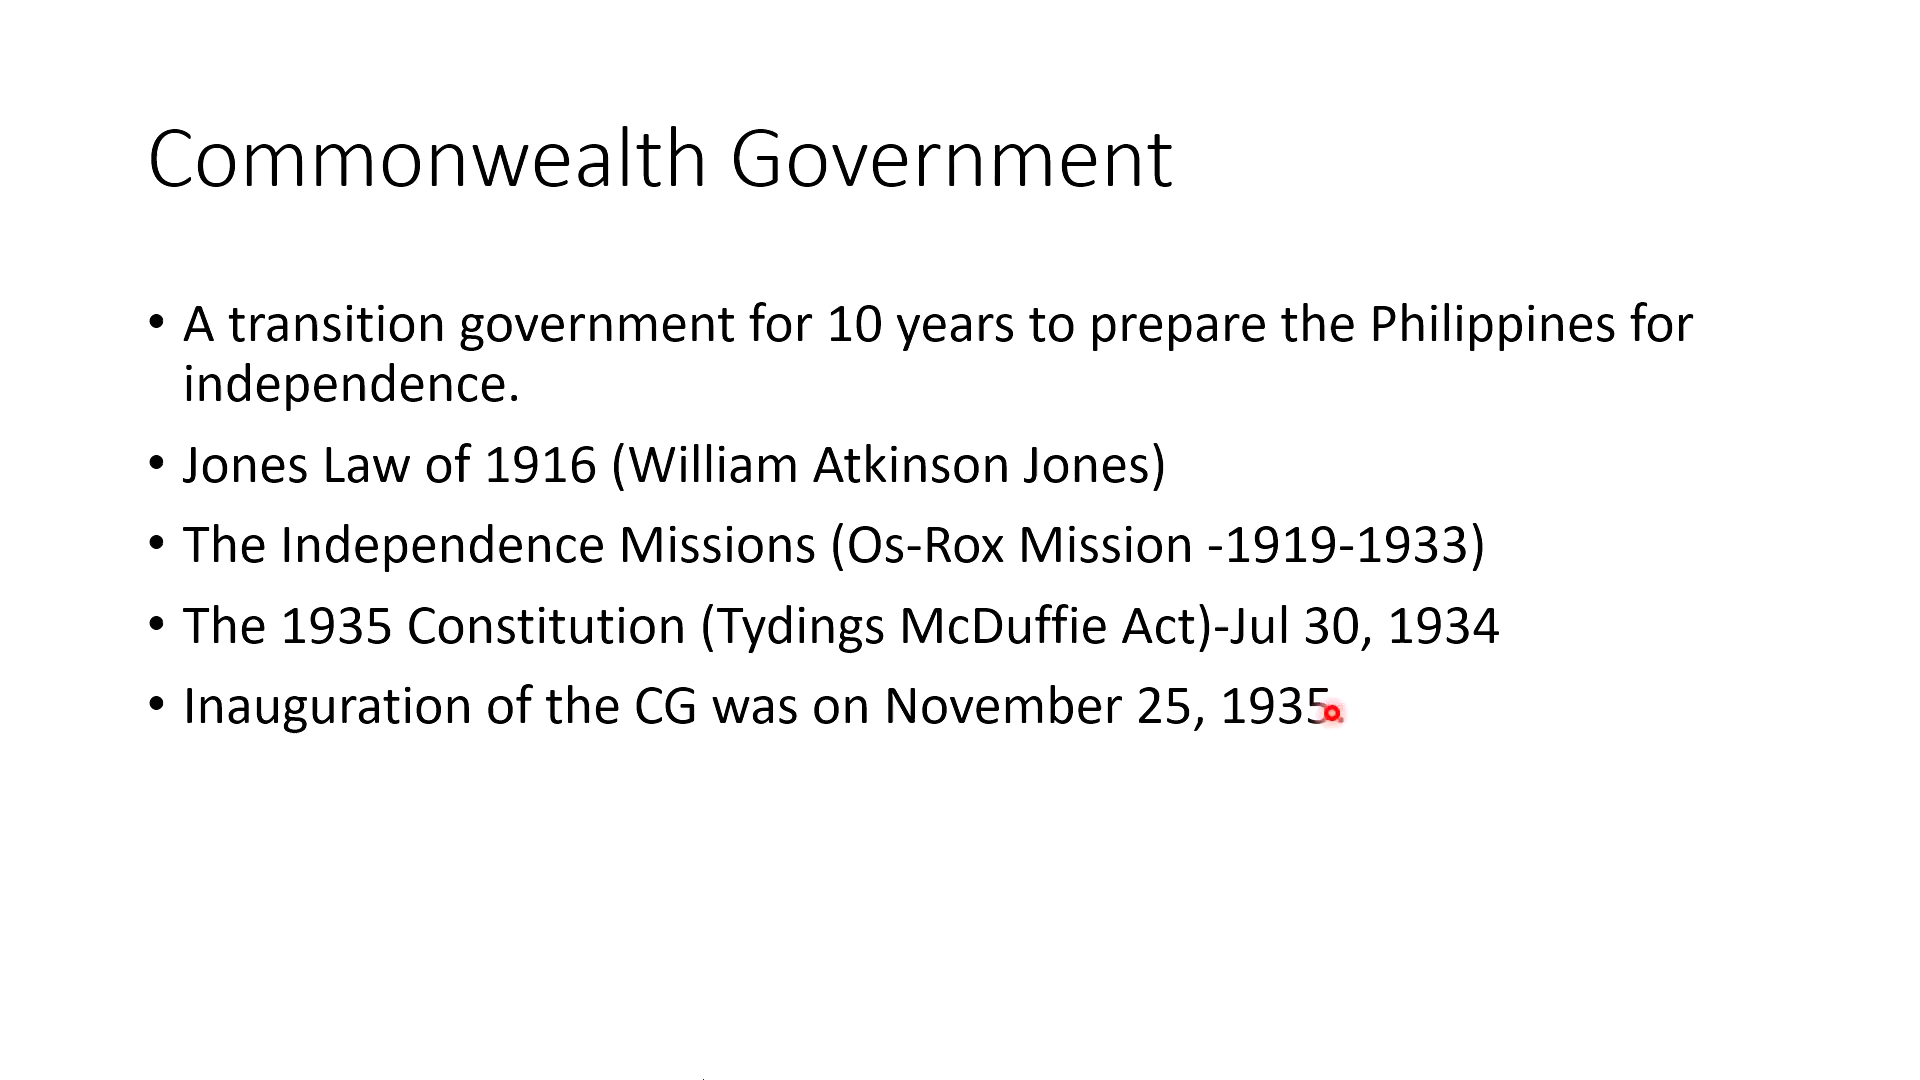 Commonwealth Government
• A transition government for 10 years to prepare the Philippines for
independence.
• Jones Law of 1916 (William Atkinson Jones)
• The Independence Missions (Os-Rox Mission -1919-1933)
• The 1935 Constitution (Tydings McDuffie Act)-Jul 30, 1934
• Inauguration of the CG was on November 25, 1935.